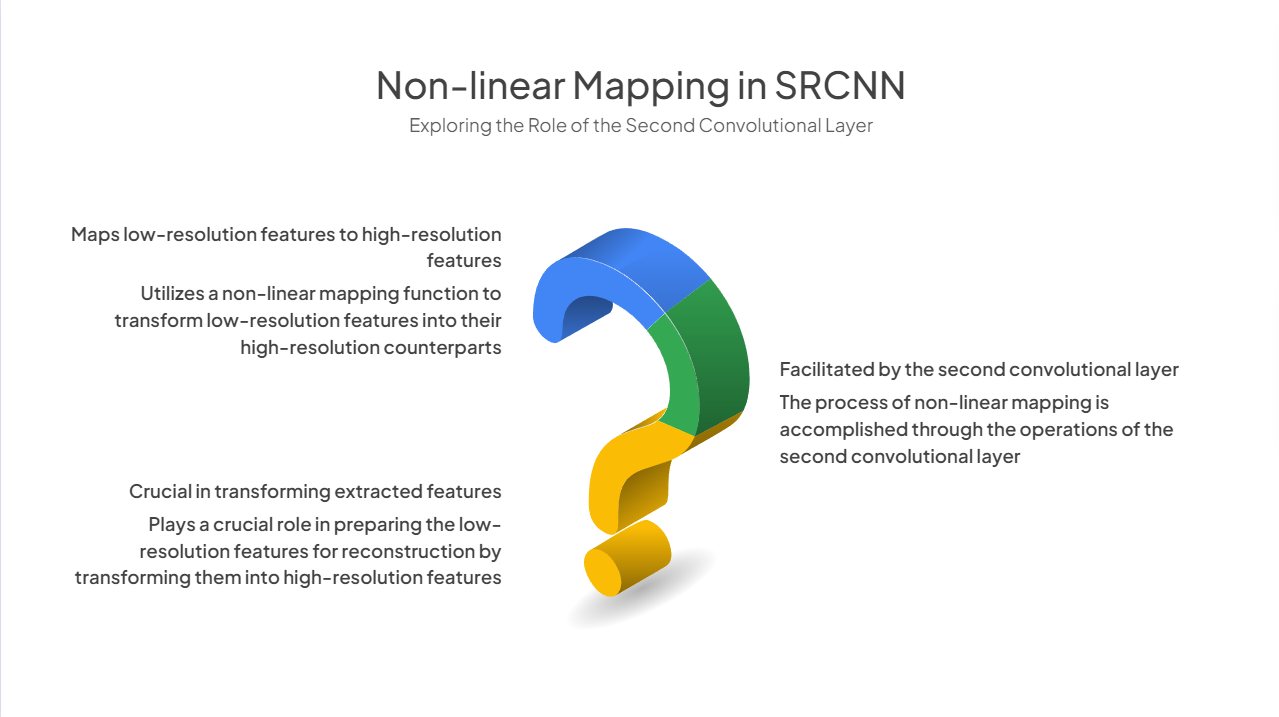 Non-linear Mapping in SRCNN
Exploring the Role of the Second Convolutional Layer
Maps low-resolution features to high-resolution
features
Utilizes a non-linear mapping function to
transform low-resolution features into their
high-resolution counterparts
Facilitated by the second convolutional layer
The process of non-linear mapping is
accomplished through the operations of the
second convolutional layer
Crucial in transforming extracted features
Plays a crucial role in preparing the low-
resolution features for reconstruction by
transforming them into high-resolution features